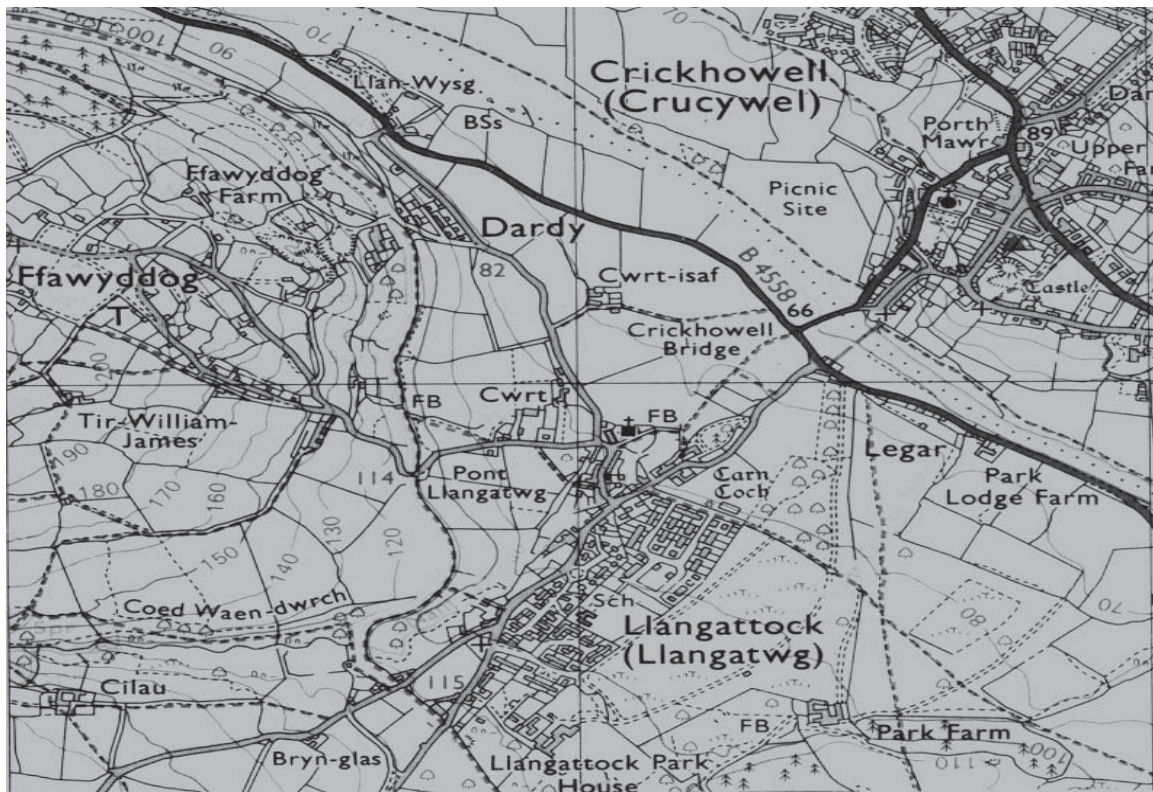 100
90
70
70
Llan-Wysg
BSs
Crickhowell
(Crucywel)
Porth
Mawr
89
Upper
Ffawyddog
Farm
Picnic
Site
Dardy
82
Ffawyddog
T
Cwrt-isaf
B 4558
66
Castle
Crickhowell
Bridge
200
FB
Cwrt
FB
Tir-William-
James
190
180
170
160
114
Pont
Llangatwg
Carn
Coch
Legar
Park
Lodge Farm
150
140
130
120
Coed Waen-dwrch
Sch
Llangattock
(Llangatwg)
80
70
Cilau
115
FB
Park Farm
Bryn-glas
Llangattock Park
House
110
100